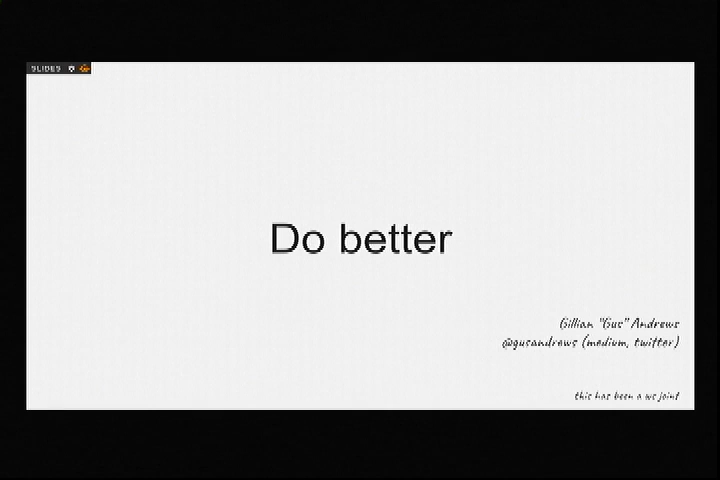 SLIDES
Do better
Gillian "Gus" Andrews
@gusandrews (medium, twitter)
this has been a ws joint